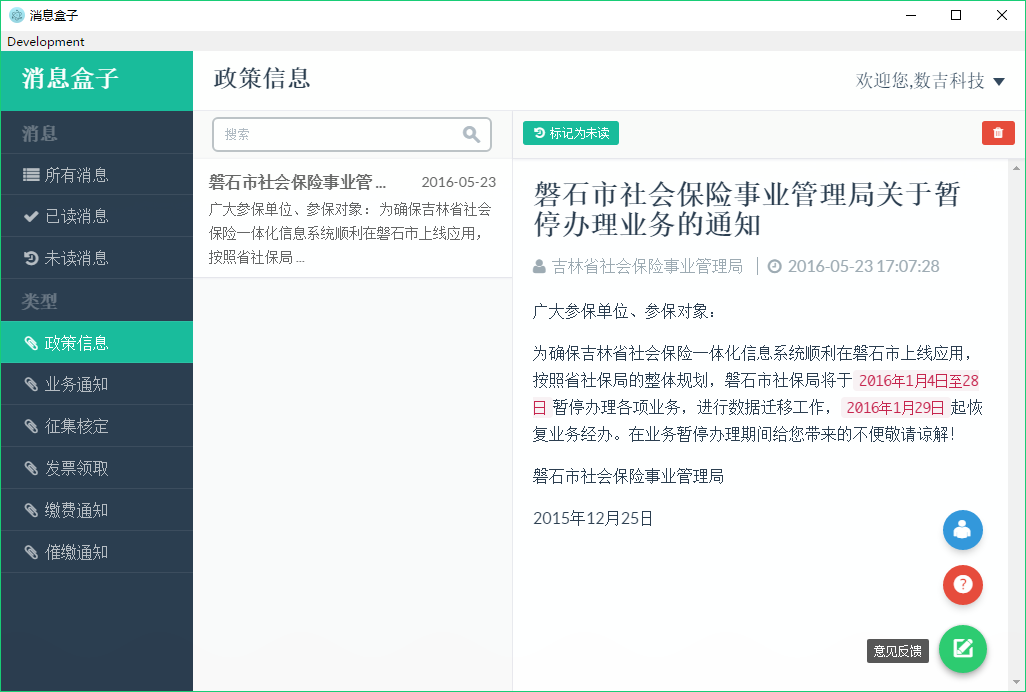 消息盒子
Development
消息盒子
消息
所有消息
已读消息
未读消息
类型
政策信息
业务通知
征集核定
发票领取
缴费通知
催缴通知
政策信息
欢迎您,数吉科技
搜索
磐石市社会保险事业管 ...
2016-05-23
广大参保单位、参保对象： 为确保吉林省社会
保险一体化信息系统顺利在磐石市上线应用，
按照省社保局 ...
标记为未读
磐石市社会保险事业管理局关于暂
停办理业务的通知
吉林省社会保险事业管理局
2016-05-23 17:07:28
广大参保单位、参保对象：
为确保吉林省社会保险一体化信息系统顺利在磐石市上线应用，
按照省社保局的整体规划，磐石市社保局将于 2016年1月4日至28
日 暂停办理各项业务，进行数据迁移工作， 2016年1月29日 起恢
复业务经办。在业务暂停办理期间给您带来的不便敬请谅解！
磐石市社会保险事业管理局
2015年12月25日
意见反馈